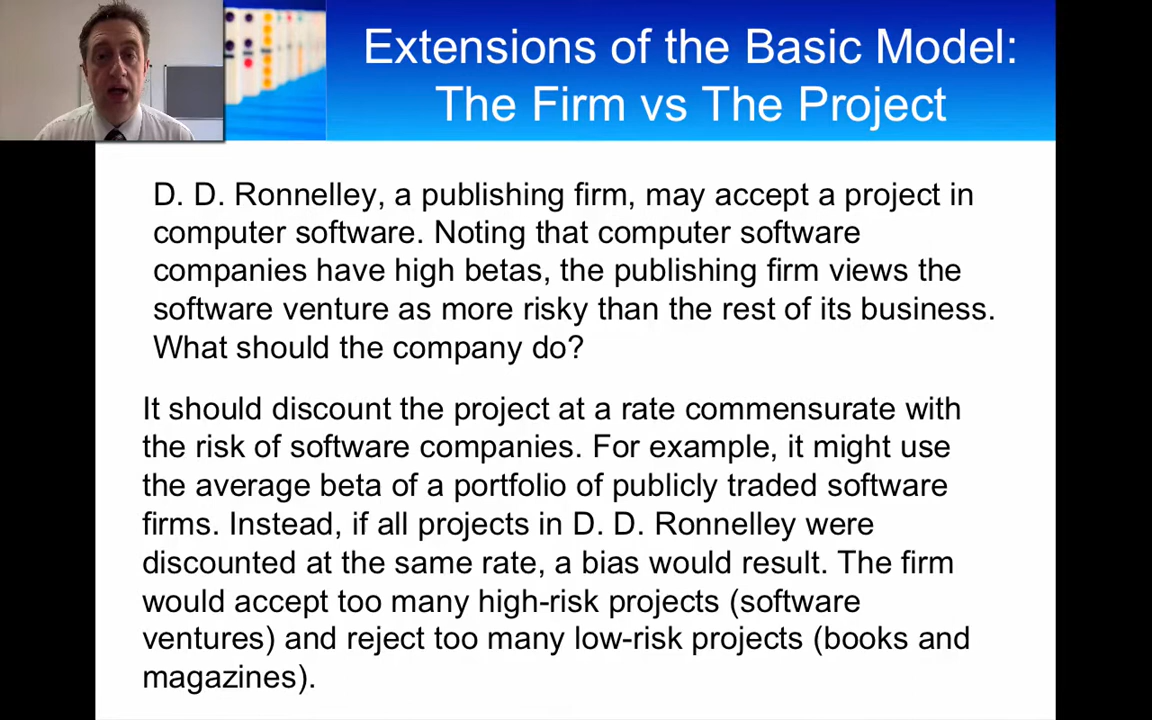 Extensions of the Basic Model:
The Firm vs The Project
D. D. Ronnelley, a publishing firm, may accept a project in
computer software. Noting that computer software
companies have high betas, the publishing firm views the
software venture as more risky than the rest of its business.
What should the company do?
It should discount the project at a rate commensurate with
the risk of software companies. For example, it might use
the average beta of a portfolio of publicly traded software
firms. Instead, if all projects in D. D. Ronnelley were
discounted at the same rate, a bias would result. The firm
would accept too many high-risk projects (software
ventures) and reject too many low-risk projects (books and
magazines).